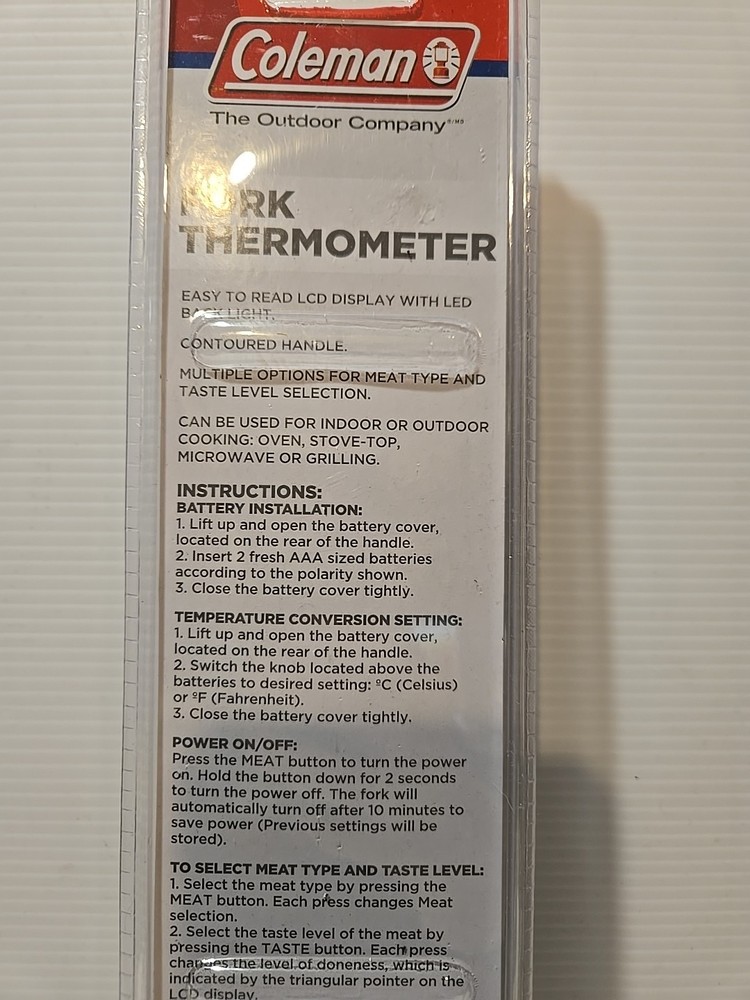 Coleman
The Outdoor Company®/MS
FORK
THERMOMETER
EASY TO READ LCD DISPLAY WITH LED
BACK LIGHT.
CONTOURED HANDLE.
MULTIPLE OPTIONS FOR MEAT TYPE AND
TASTE LEVEL SELECTION.
CAN BE USED FOR INDOOR OR OUTDOOR
COOKING: OVEN, STOVE-TOP,
MICROWAVE OR GRILLING.
INSTRUCTIONS:
BATTERY INSTALLATION:
1. Lift up and open the battery cover,
located on the rear of the handle.
2. Insert 2 fresh AAA sized batteries
according to the polarity shown.
3. Close the battery cover tightly.
TEMPERATURE CONVERSION SETTING:
1. Lift up and open the battery cover,
located on the rear of the handle.
2. Switch the knob located above the
batteries to desired setting: ºC (Celsius)
or ºF (Fahrenheit).
3. Close the battery cover tightly.
POWER ON/OFF:
Press the MEAT button to turn the power
on. Hold the button down for 2 seconds
to turn the power off. The fork will
automatically turn off after 10 minutes to
save power (Previous settings will be
stored).
TO SELECT MEAT TYPE AND TASTE LEVEL:
1. Select the meat type by pressing the
MEAT button. Each press changes Meat
selection.
2. Select the taste level of the meat by
pressing the TASTE button. Each press
changes the level of doneness, which is
indicated by the triangular pointer on the
LCD display.